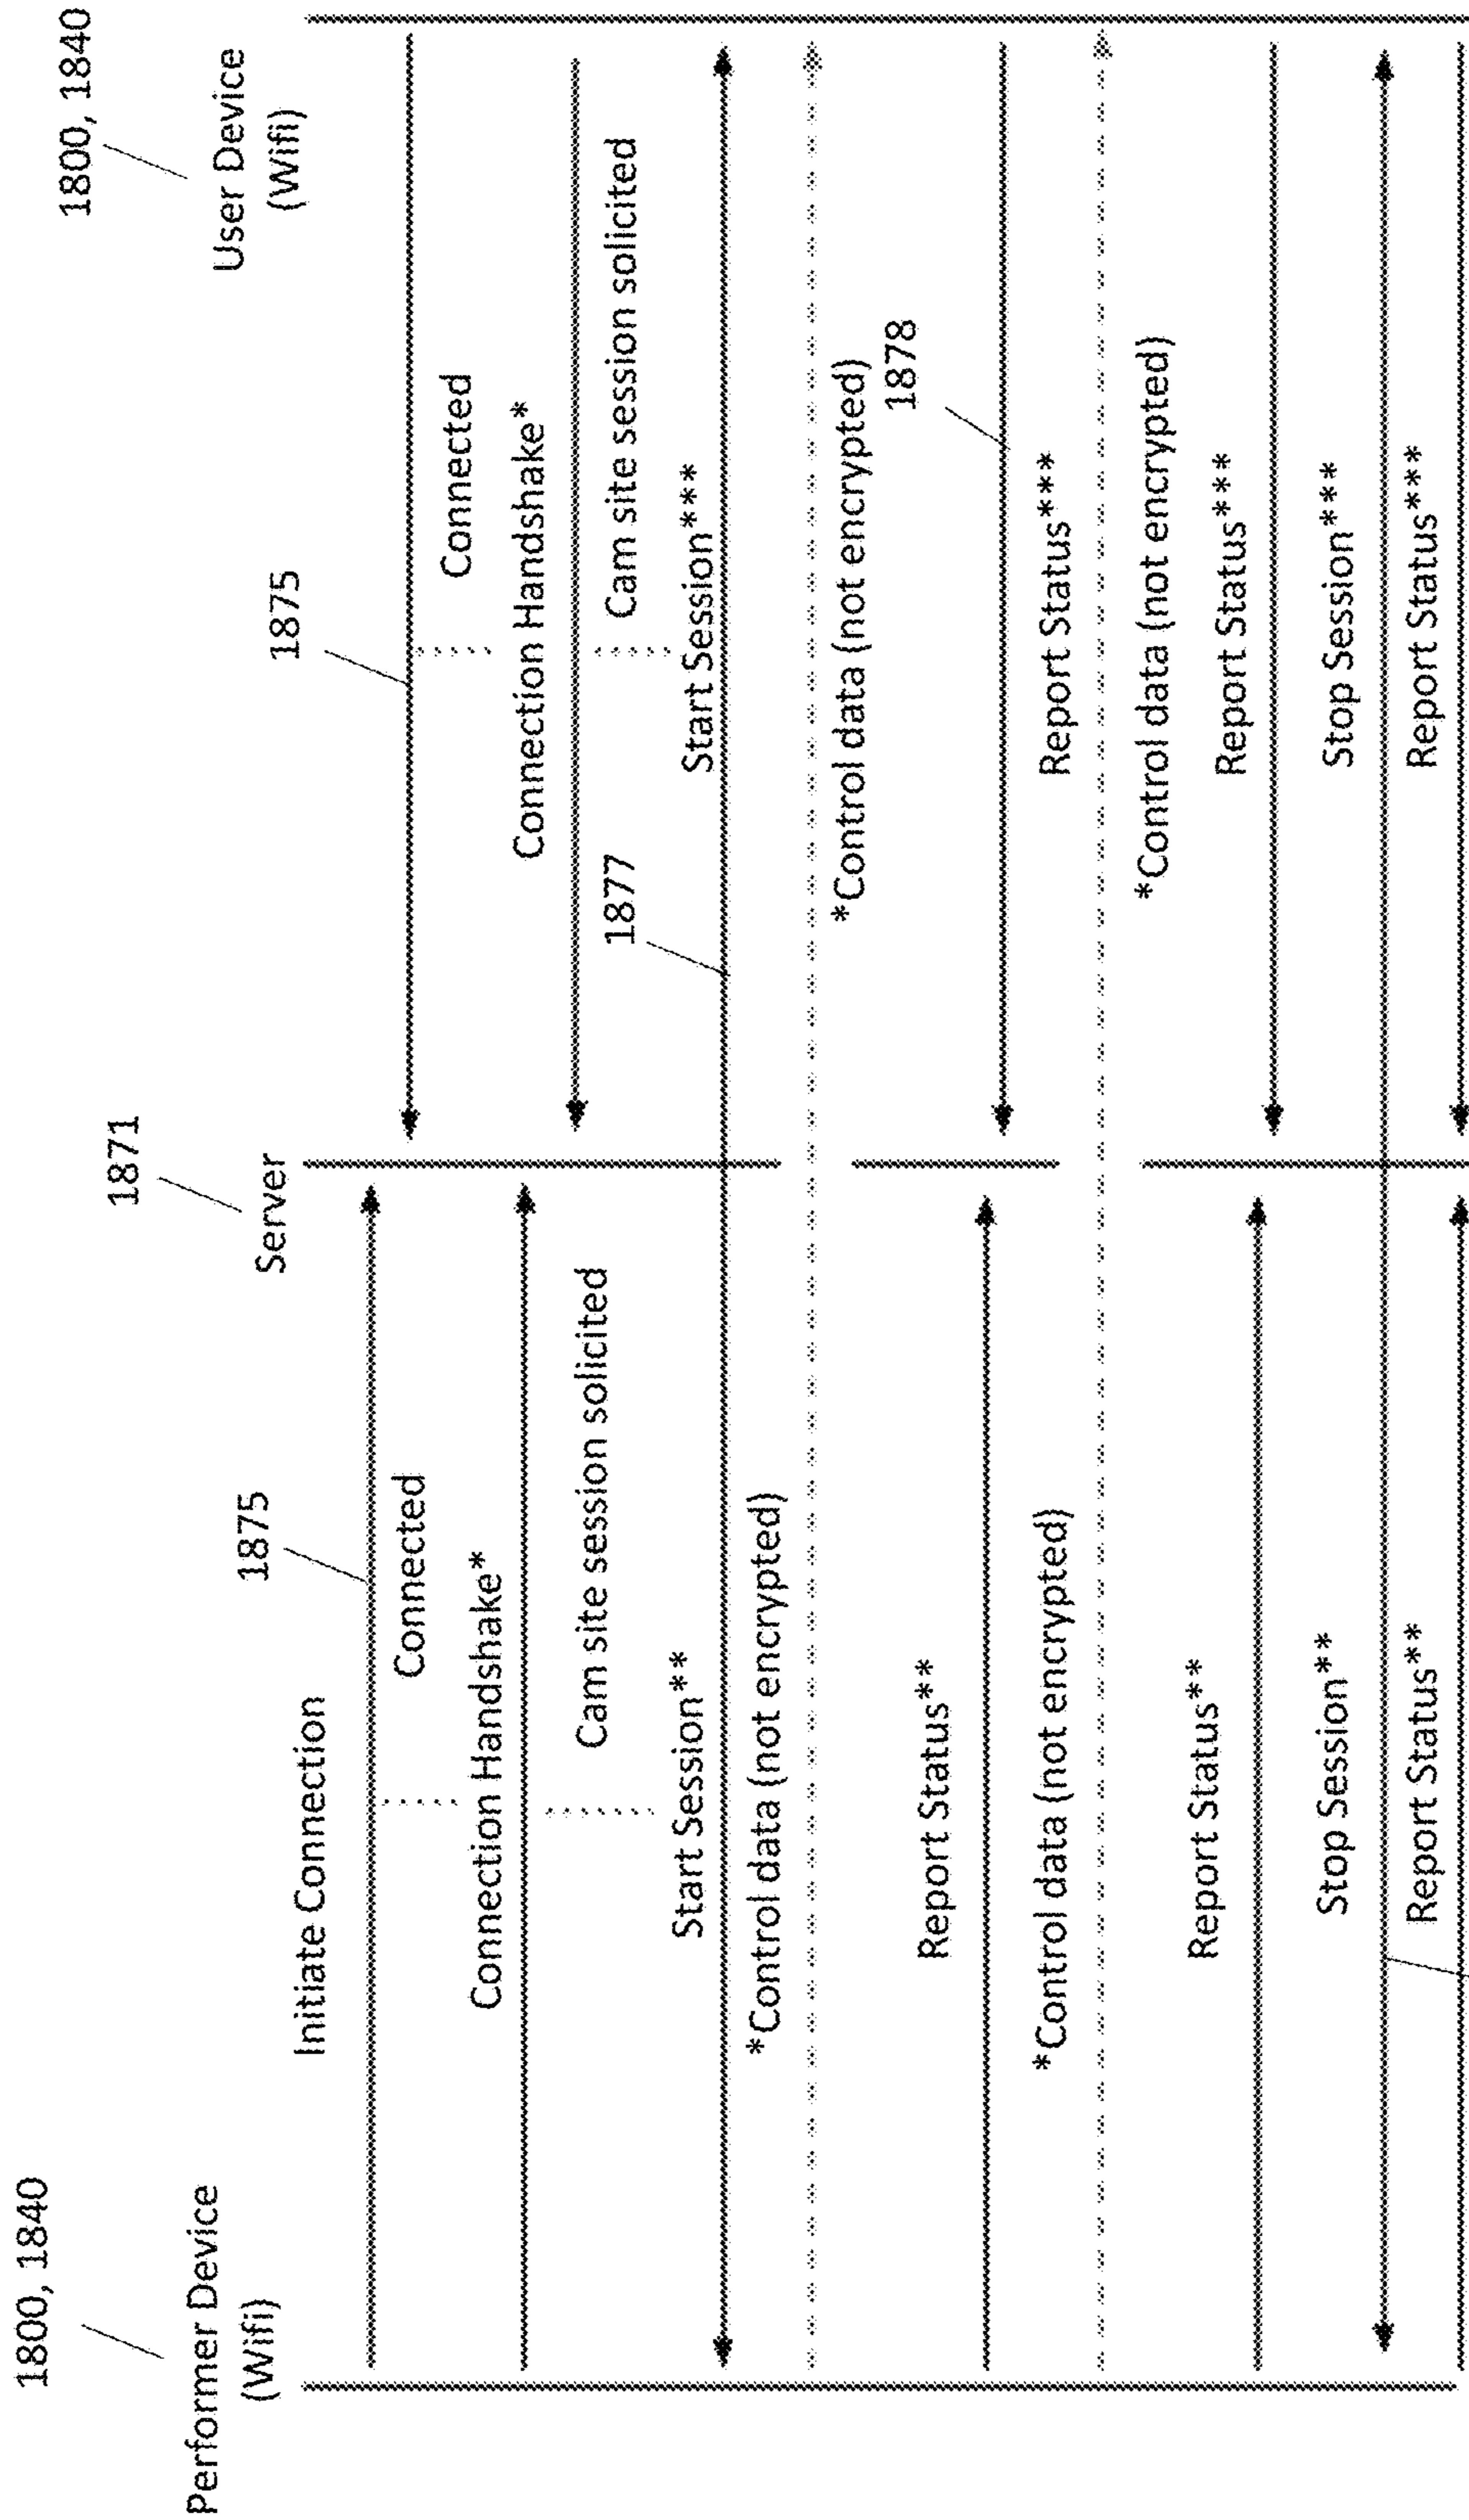 1800, 1840
Performer Device
(Wifi)
1871
Server
1800, 1840
User Device
(Wifi)
Initiate Connection
1875
1875
Connected
Connected
Connection Handshake*
Connection Handshake*
Cam site session solicited
Cam site session solicited
1877
Start Session**
Start Session***
*Control data (not encrypted)
*Control data (not encrypted)
1878
Report Status**
Report Status***
*Control data (not encrypted)
*Control data (not encrypted)
Report Status**
Report Status***
Stop Session**
Stop Session***
Report Status**
Report Status***